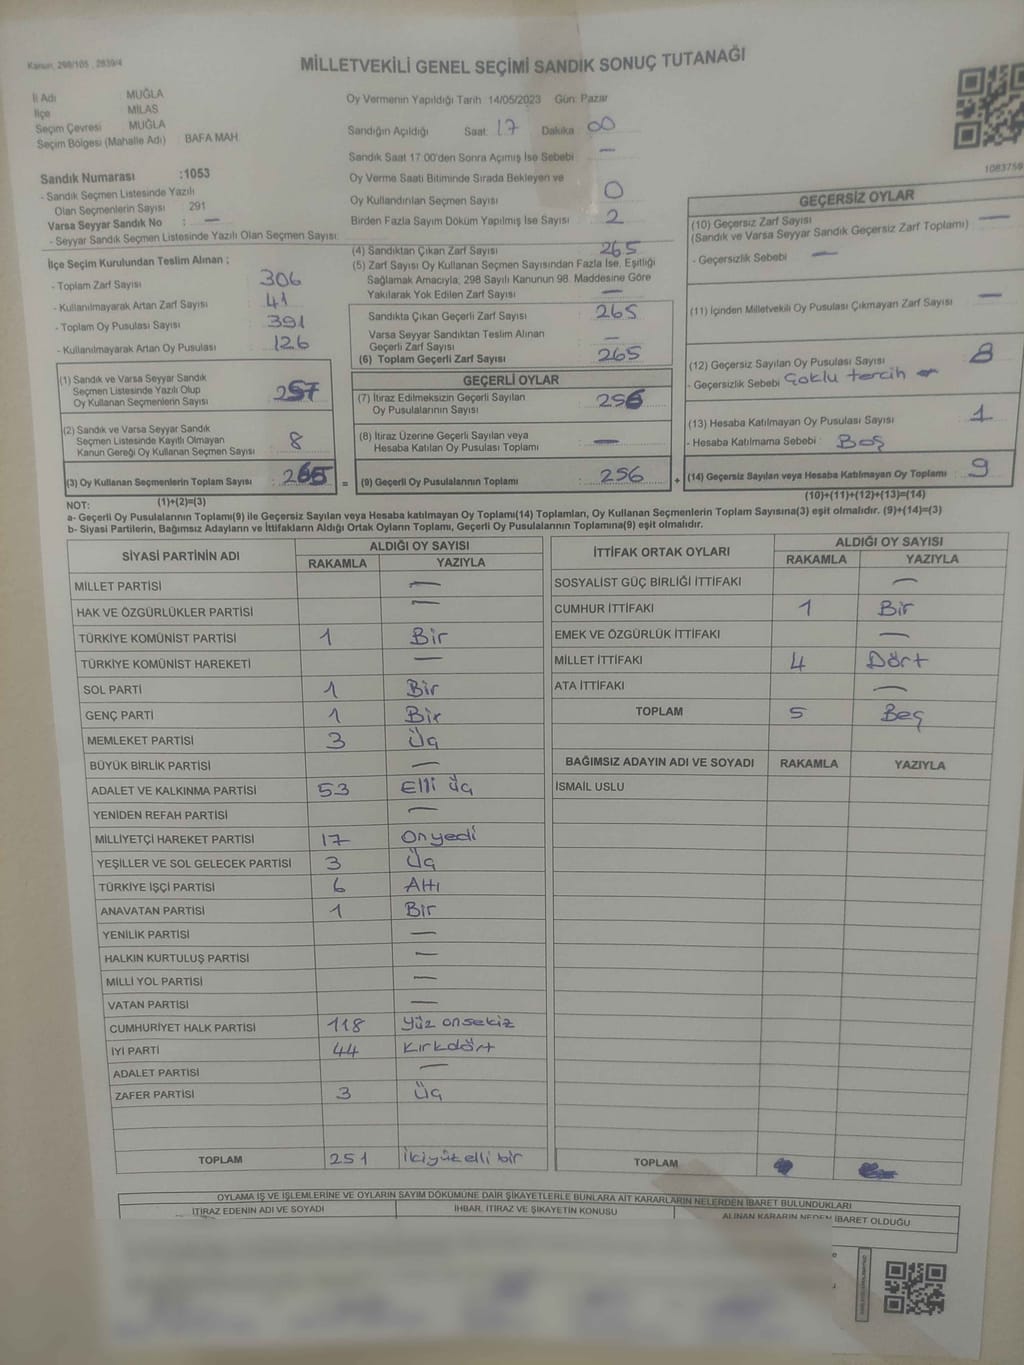 Kanun, 298/105 , 2839/4
MİLLETVEKİLİ GENEL SEÇİMİ SANDIK SONUÇ TUTANAĞI
İl Adı MUĞLA
İlçe MİLAS
Seçim Çevresi MUĞLA
Seçim Bölgesi (Mahalle Adı) BAFA MAH.
Sandık Numarası :1053
- Sandık Seçmen Listesinde Yazılı
Olan Seçmenlerin Sayısı 291
Varsa Seyyar Sandık No : —
- Seyyar Sandık Seçmen Listesinde Yazılı Olan Seçmen Sayısı:
Oy Vermenin Yapıldığı Tarih 14/05/2023 Gün: Pazar
Sandığın Açıldığı Saat: 17 Dakika 00
Sandık Saat 17:00'den Sonra Açımış İse Sebebi —
Oy Verme Saati Bitiminde Sırada Bekleyen ve
Oy Kullandırılan Seçmen Sayısı 0
Birden Fazla Sayım Döküm Yapılmış İse Sayısı 2
1083759
İlçe Seçim Kurulundan Teslim Alınan ;
- Toplam Zarf Sayısı 306
- Kullanılmayarak Artan Zarf Sayısı 41
- Toplam Oy Pusulası Sayısı 391
- Kullanılmayarak Artan Oy Pusulası 126
(1) Sandık ve Varsa Seyyar Sandık
Seçmen Listesinde Yazılı Olup
Oy Kullanan Seçmenlerin Sayısı 257
(2) Sandık ve Varsa Seyyar Sandık
Seçmen Listesinde Kayıtlı Olmayan
Kanun Gereği Oy Kullanan Seçmen Sayısı 8
(3) Oy Kullanan Seçmenlerin Toplam Sayısı : 265 =
(4) Sandıktan Çıkan Zarf Sayısı 265
(5) Zarf Sayısı Oy Kullanan Seçmen Sayısından Fazla İse, Eşitliği
Sağlamak Amacıyla; 298 Sayılı Kanunun 98. Maddesine Göre
Yakılarak Yok Edilen Zarf Sayısı —
Sandıkta Çıkan Geçerli Zarf Sayısı 265
Varsa Seyyar Sandıktan Teslim Alınan
Geçerli Zarf Sayısı —
(6) Toplam Geçerli Zarf Sayısı 265
GEÇERLİ OYLAR
(7) İtiraz Edilmeksizin Geçerli Sayılan
Oy Pusulalarının Sayısı 256
(8) İtiraz Üzerine Geçerli Sayılan veya
Hesaba Katılan Oy Pusulası Toplamı —
(9) Geçerli Oy Pusulalarının Toplamı : 256 +
GEÇERSİZ OYLAR
(10) Geçersiz Zarf Sayısı —
(Sandık ve Varsa Seyyar Sandık Geçersiz Zarf Toplamı)
- Geçersizlik Sebebi —
(11) İçinden Milletvekili Oy Pusulası Çıkmayan Zarf Sayısı —
(12) Geçersiz Sayılan Oy Pusulası Sayısı 8
- Geçersizlik Sebebi Çoklu tercih
(13) Hesaba Katılmayan Oy Pusulası Sayısı 1
- Hesaba Katılmama Sebebi : Boş
(14) Geçersiz Sayılan veya Hesaba Katılmayan Oy Toplamı : 9
NOT: (1)+(2)=(3) (10)+(11)+(12)+(13)=(14)
a- Geçerli Oy Pusulalarının Toplamı(9) ile Geçersiz Sayılan veya Hesaba katılmayan Oy Toplamı(14) Toplamları, Oy Kullanan Seçmenlerin Toplam Sayısına(3) eşit olmalıdır. (9)+(14)=(3)
b- Siyasi Partilerin, Bağımsız Adayların ve İttifakların Aldığı Ortak Oyların Toplamı, Geçerli Oy Pusulalarının Toplamına(9) eşit olmalıdır.
SİYASİ PARTİNİN ADI ALDIĞI OY SAYISI
RAKAMLA YAZIYLA
MİLLET PARTİSİ —
HAK VE ÖZGÜRLÜKLER PARTİSİ —
TÜRKİYE KOMÜNİST PARTİSİ 1 Bir
TÜRKİYE KOMÜNİST HAREKETİ —
SOL PARTİ 1 Bir
GENÇ PARTİ 1 Bir
MEMLEKET PARTİSİ 3 Üç
BÜYÜK BİRLİK PARTİSİ —
ADALET VE KALKINMA PARTİSİ 53 Elli üç
YENİDEN REFAH PARTİSİ —
MİLLİYETÇİ HAREKET PARTİSİ 17 Onyedi
YEŞİLLER VE SOL GELECEK PARTİSİ 3 Üç
TÜRKİYE İŞÇİ PARTİSİ 6 Altı
ANAVATAN PARTİSİ 1 Bir
YENİLİK PARTİSİ —
HALKIN KURTULUŞ PARTİSİ —
MİLLİ YOL PARTİSİ —
VATAN PARTİSİ —
CUMHURİYET HALK PARTİSİ 118 Yüz onsekiz
İYİ PARTİ 44 Kırkdört
ADALET PARTİSİ —
ZAFER PARTİSİ 3 Üç
TOPLAM 251 İkiyüz elli bir
İTTİFAK ORTAK OYLARI ALDIĞI OY SAYISI
RAKAMLA YAZIYLA
SOSYALİST GÜÇ BİRLİĞİ İTTİFAKI —
CUMHUR İTTİFAKI 1 Bir
EMEK VE ÖZGÜRLÜK İTTİFAKI —
MİLLET İTTİFAKI 4 Dört
ATA İTTİFAKI —
TOPLAM 5 Beş
BAĞIMSIZ ADAYIN ADI VE SOYADI RAKAMLA YAZIYLA
İSMAİL USLU
TOPLAM
OYLAMA İŞ VE İŞLEMLERİNE VE OYLARIN SAYIM DÖKÜMÜNE DAİR ŞİKAYETLERLE BUNLARA AİT KARARLARIN NELERDEN İBARET BULUNDUKLARI
İTİRAZ EDENİN ADI VE SOYADI İHBAR, İTİRAZ VE ŞİKAYETİN KONUSU ALINAN KARARIN NEDEN İBARET OLDUĞU